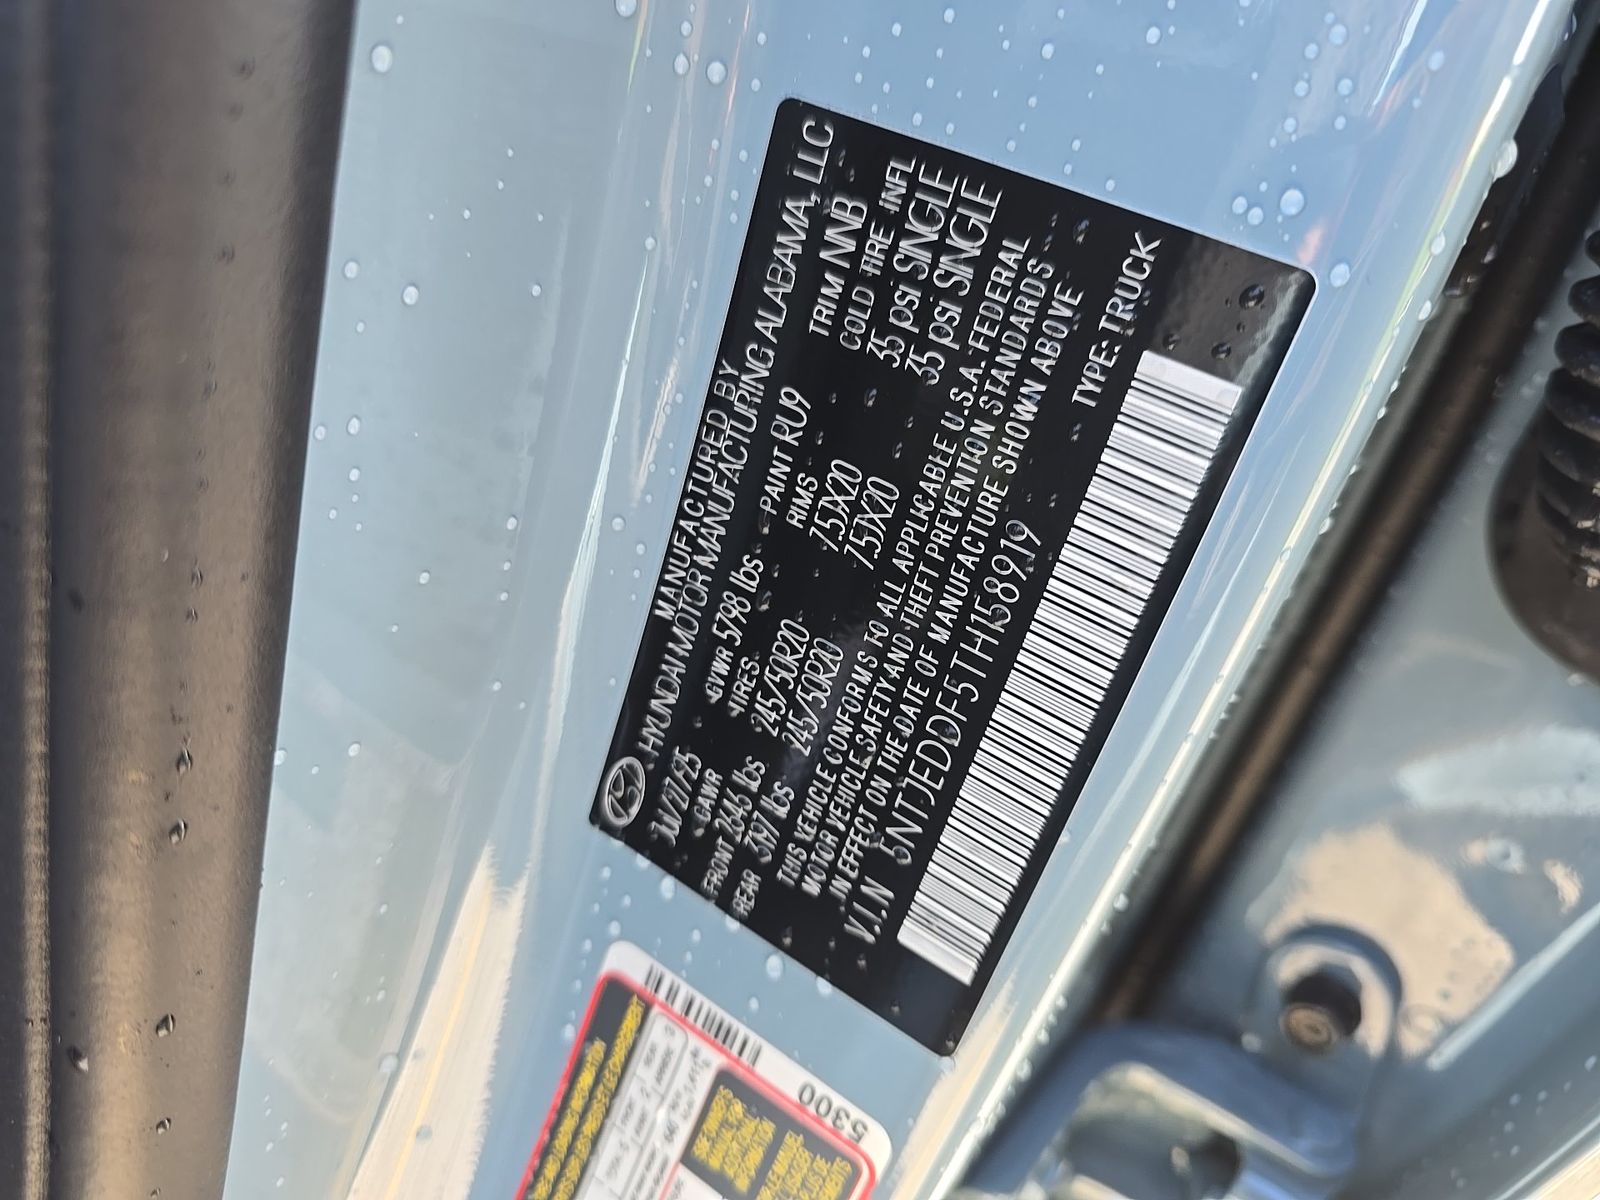 MANUFACTURED BY
HYUNDAI MOTOR MANUFACTURING ALABAMA, LLC
Jul/17/'25 GVWR 5798 lbs PAINT RU9 TRIM NNB
GAWR TIRES RIMS COLD TIRE INFL
FRONT 2645 lbs 245/50R20 7.5JX20 35 psi SINGLE
REAR 3197 lbs 245/50R20 7.5JX20 35 psi SINGLE
THIS VEHICLE CONFORMS TO ALL APPLICABLE U.S.A. FEDERAL
MOTOR VEHICLE SAFETY AND THEFT PREVENTION STANDARDS
IN EFFECT ON THE DATE OF MANUFACTURE SHOWN ABOVE
V.I.N 5NTJEDDF5TH158919 TYPE: TRUCK
5300